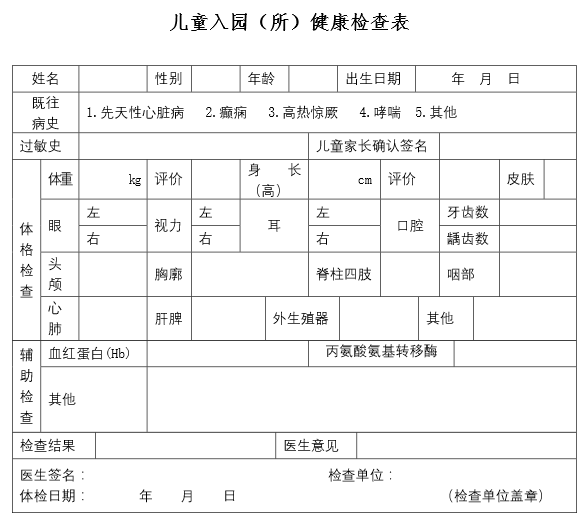 儿童入园（所）健康检查表
姓名 性别 年龄 出生日期 年 月 日
既往病史 1.先天性心脏病 2.癫痫 3.高热惊厥 4.哮喘 5.其他
过敏史 儿童家长确认签名
体格检查
体重 kg 评价 身长（高） cm 评价 皮肤
眼 左 视力 左 耳 左 口腔 牙齿数
右 右 右 龋齿数
头颅 胸廓 脊柱四肢 咽部
心肺 肝脾 外生殖器 其他
辅助检查
血红蛋白(Hb) 丙氨酸氨基转移酶
其他
检查结果 医生意见
医生签名： 检查单位：
体检日期： 年 月 日 （检查单位盖章）